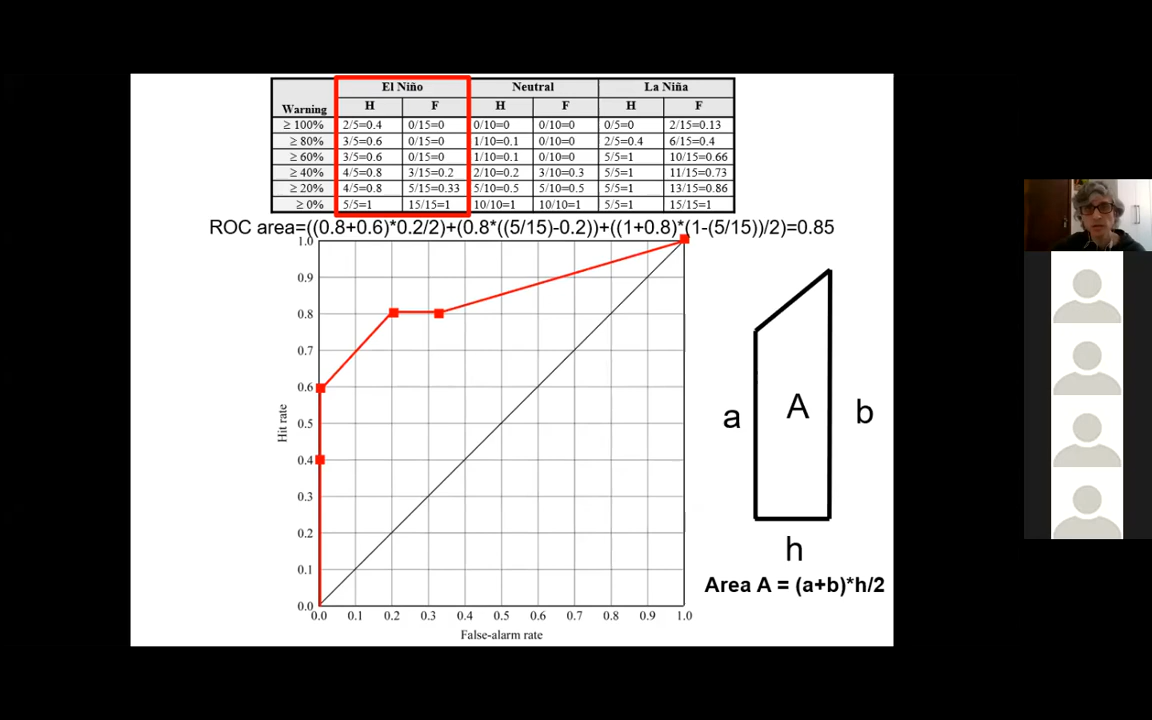 El Niño Neutral La Niña
Warning H F H F H F
≥ 100% 2/5=0.4 0/15=0 0/10=0 0/10=0 0/5=0 2/15=0.13
≥ 80% 3/5=0.6 0/15=0 1/10=0.1 0/10=0 2/5=0.4 6/15=0.4
≥ 60% 3/5=0.6 0/15=0 1/10=0.1 0/10=0 5/5=1 10/15=0.66
≥ 40% 4/5=0.8 3/15=0.2 2/10=0.2 3/10=0.3 5/5=1 11/15=0.73
≥ 20% 4/5=0.8 5/15=0.33 5/10=0.5 5/10=0.5 5/5=1 13/15=0.86
≥ 0% 5/5=1 15/15=1 10/10=1 10/10=1 5/5=1 15/15=1
ROC area=((0.8+0.6)*0.2/2)+(0.8*((5/15)-0.2))+((1+0.8)*(1-(5/15))/2)=0.85
1.0
0.9
0.8
0.7
0.6
0.5
0.4
0.3
0.2
0.1
0.0
Hit rate
0.0 0.1 0.2 0.3 0.4 0.5 0.6 0.7 0.8 0.9 1.0
False-alarm rate
a A b
h
Area A = (a+b)*h/2